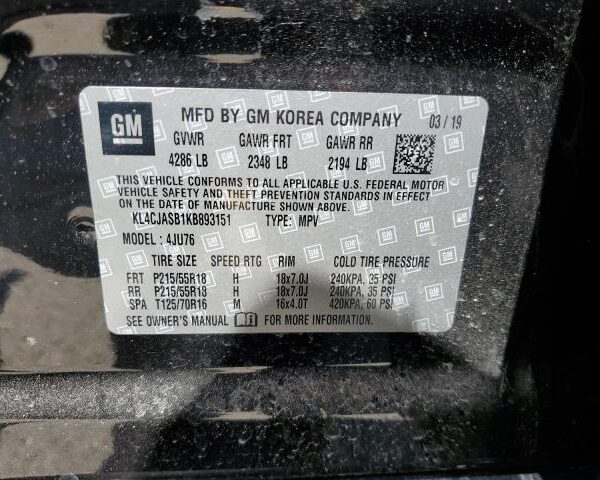 GM MFD BY GM KOREA COMPANY 03/19
GVWR GAWR FRT GAWR RR
4286 LB 2348 LB 2194 LB
THIS VEHICLE CONFORMS TO ALL APPLICABLE U.S. FEDERAL MOTOR
VEHICLE SAFETY AND THEFT PREVENTION STANDARDS IN EFFECT
ON THE DATE OF MANUFACTURE SHOWN ABOVE.
KL4CJASB1KB893151 TYPE: MPV
MODEL: 4JU76
TIRE SIZE SPEED RTG RIM COLD TIRE PRESSURE
FRT P215/55R18 H 18x7.0J 240KPA, 35 PSI
RR P215/55R18 H 18x7.0J 240KPA, 35 PSI
SPA T125/70R16 M 16x4.0T 420KPA, 60 PSI
SEE OWNER'S MANUAL FOR MORE INFORMATION.